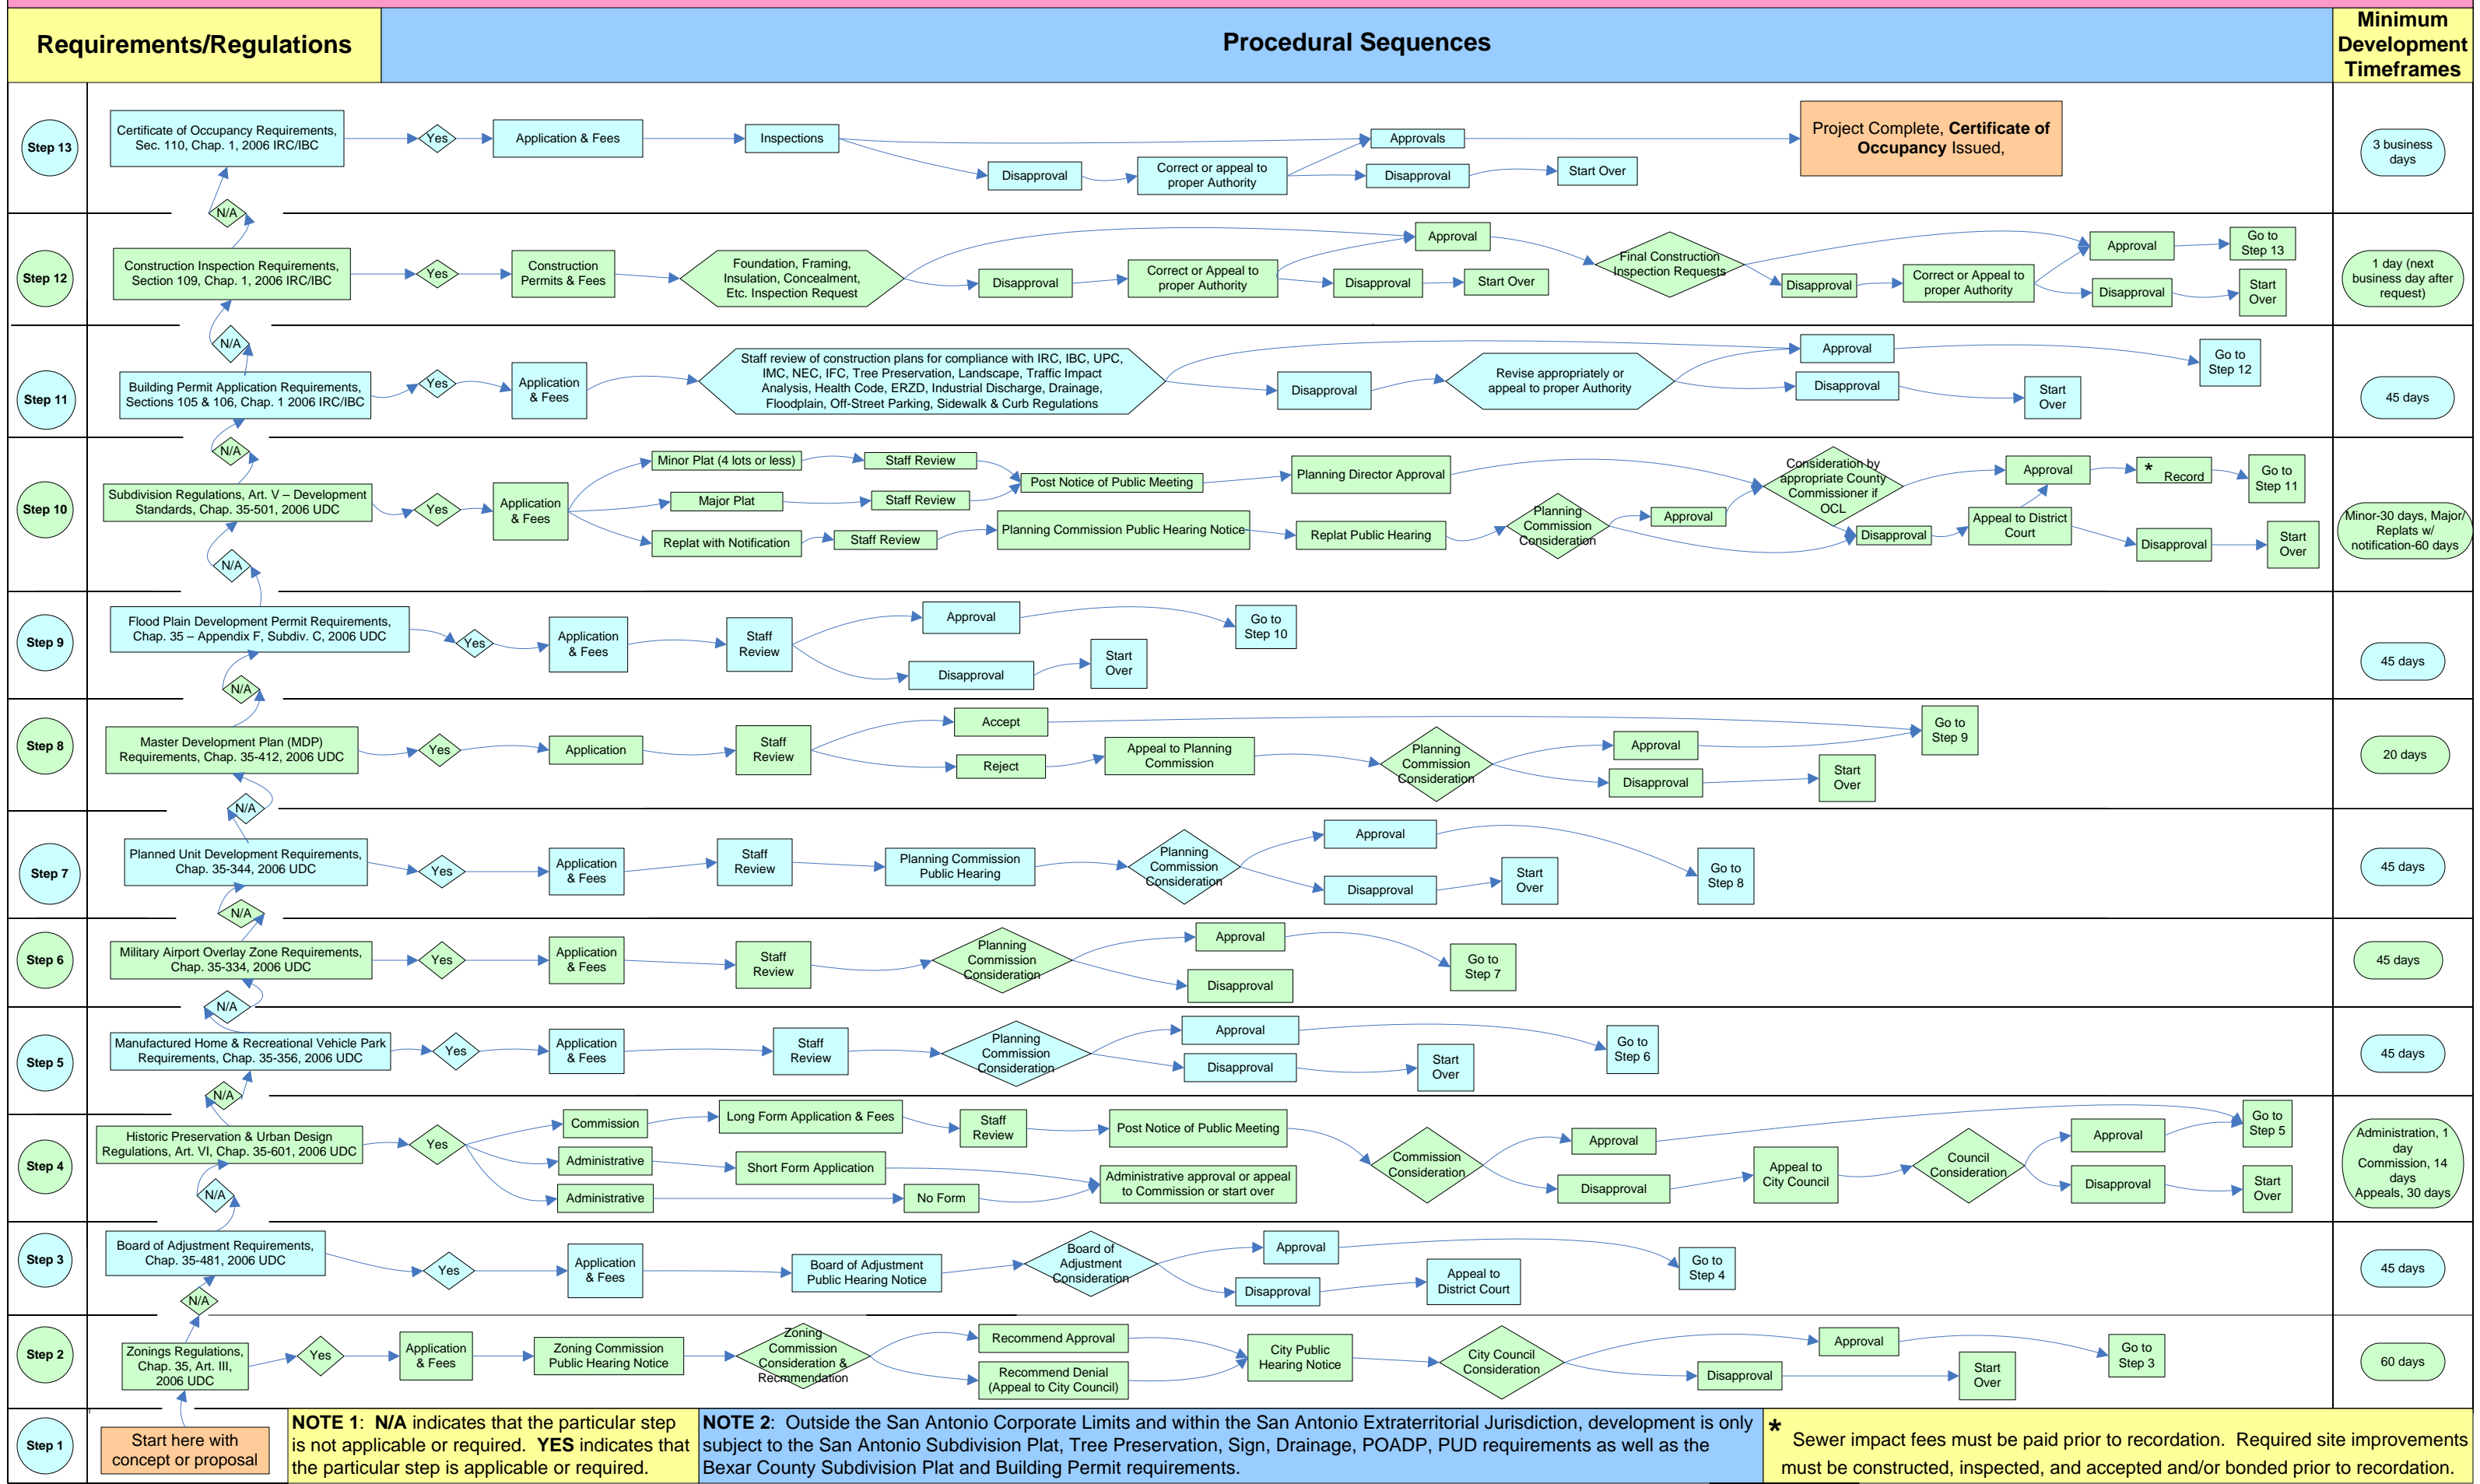 Requirements/Regulations
Procedural Sequences
Minimum
Development
Timeframes
Step 13
Certificate of Occupancy Requirements,
Sec. 110, Chap. 1, 2006 IRC/IBC
Yes
Application & Fees
Inspections
Approvals
Disapproval
Correct or appeal to
proper Authority
Disapproval
Start Over
Project Complete, Certificate of
Occupancy Issued,
3 business
days
N/A
Step 12
Construction Inspection Requirements,
Section 109, Chap. 1, 2006 IRC/IBC
Yes
Construction
Permits & Fees
Foundation, Framing,
Insulation, Concealment,
Etc. Inspection Request
Disapproval
Correct or Appeal to
proper Authority
Approval
Disapproval
Start Over
Final Construction
Inspection Requests
Disapproval
Correct or Appeal to
proper Authority
Approval
Disapproval
Go to
Step 13
Start
Over
1 day (next
business day after
request)
N/A
Step 11
Building Permit Application Requirements,
Sections 105 & 106, Chap. 1 2006 IRC/IBC
Yes
Application
& Fees
Staff review of construction plans for compliance with IRC, IBC, UPC,
IMC, NEC, IFC, Tree Preservation, Landscape, Traffic Impact
Analysis, Health Code, ERZD, Industrial Discharge, Drainage,
Floodplain, Off-Street Parking, Sidewalk & Curb Regulations
Disapproval
Revise appropriately or
appeal to proper Authority
Approval
Disapproval
Start
Over
Go to
Step 12
45 days
N/A
Step 10
Subdivision Regulations, Art. V – Development
Standards, Chap. 35-501, 2006 UDC
Yes
Application
& Fees
Minor Plat (4 lots or less)
Staff Review
Major Plat
Staff Review
Post Notice of Public Meeting
Planning Director Approval
Replat with Notification
Staff Review
Planning Commission Public Hearing Notice
Replat Public Hearing
Planning
Commission
Consideration
Approval
Consideration by
appropriate County
Commissioner if
OCL
Disapproval
Appeal to District
Court
Approval
* Record
Go to
Step 11
Disapproval
Start
Over
Minor-30 days, Major/
Replats w/
notification-60 days
N/A
Step 9
Flood Plain Development Permit Requirements,
Chap. 35 – Appendix F, Subdiv. C, 2006 UDC
Yes
Application
& Fees
Staff
Review
Approval
Disapproval
Start
Over
Go to
Step 10
45 days
N/A
Step 8
Master Development Plan (MDP)
Requirements, Chap. 35-412, 2006 UDC
Yes
Application
Staff
Review
Accept
Reject
Appeal to Planning
Commission
Planning
Commission
Consideration
Approval
Disapproval
Start
Over
Go to
Step 9
20 days
N/A
Step 7
Planned Unit Development Requirements,
Chap. 35-344, 2006 UDC
Yes
Application
& Fees
Staff
Review
Planning Commission
Public Hearing
Planning
Commission
Consideration
Approval
Disapproval
Start
Over
Go to
Step 8
45 days
N/A
Step 6
Military Airport Overlay Zone Requirements,
Chap. 35-334, 2006 UDC
Yes
Application
& Fees
Staff
Review
Planning
Commission
Consideration
Approval
Disapproval
Go to
Step 7
45 days
N/A
Step 5
Manufactured Home & Recreational Vehicle Park
Requirements, Chap. 35-356, 2006 UDC
Yes
Application
& Fees
Staff
Review
Planning
Commission
Consideration
Approval
Disapproval
Start
Over
Go to
Step 6
45 days
N/A
Step 4
Historic Preservation & Urban Design
Regulations, Art. VI, Chap. 35-601, 2006 UDC
Yes
Commission
Long Form Application & Fees
Staff
Review
Post Notice of Public Meeting
Administrative
Short Form Application
Administrative
No Form
Administrative approval or appeal
to Commission or start over
Commission
Consideration
Approval
Disapproval
Appeal to
City Council
Council
Consideration
Approval
Disapproval
Go to
Step 5
Start
Over
Administration, 1
day
Commission, 14
days
Appeals, 30 days
N/A
Step 3
Board of Adjustment Requirements,
Chap. 35-481, 2006 UDC
Yes
Application
& Fees
Board of Adjustment
Public Hearing Notice
Board of
Adjustment
Consideration
Approval
Disapproval
Appeal to
District Court
Go to
Step 4
45 days
N/A
Step 2
Zonings Regulations,
Chap. 35, Art. III,
2006 UDC
Yes
Application
& Fees
Zoning Commission
Public Hearing Notice
Zoning
Commission
Consideration &
Recmmendation
Recommend Approval
Recommend Denial
(Appeal to City Council)
City Public
Hearing Notice
City Council
Consideration
Approval
Disapproval
Start
Over
Go to
Step 3
60 days
Step 1
Start here with
concept or proposal
NOTE 1: N/A indicates that the particular step
is not applicable or required. YES indicates that
the particular step is applicable or required.
NOTE 2: Outside the San Antonio Corporate Limits and within the San Antonio Extraterritorial Jurisdiction, development is only
subject to the San Antonio Subdivision Plat, Tree Preservation, Sign, Drainage, POADP, PUD requirements as well as the
Bexar County Subdivision Plat and Building Permit requirements.
* Sewer impact fees must be paid prior to recordation. Required site improvements
must be constructed, inspected, and accepted and/or bonded prior to recordation.